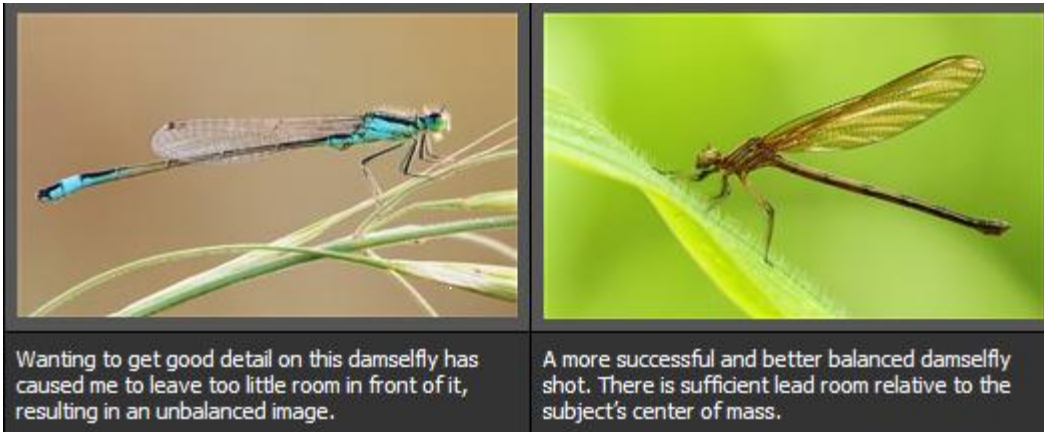 Wanting to get good detail on this damselfly has
caused me to leave too little room in front of it,
resulting in an unbalanced image.
A more successful and better balanced damselfly
shot. There is sufficient lead room relative to the
subject's center of mass.